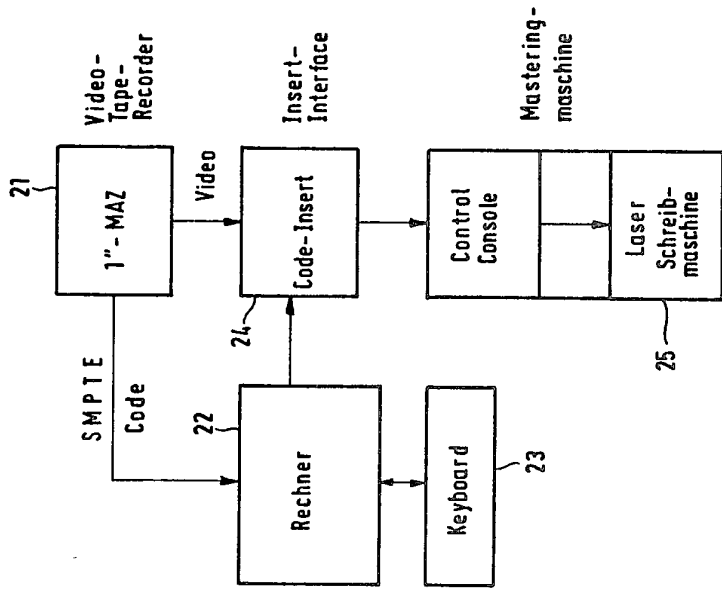 21
1"-MAZ
Video-
Tape-
Recorder
SMPTE
Code
Video
22
Rechner
24
Code-Insert
Insert-
Interface
Keyboard
23
Control
Console
Mastering-
maschine
Laser
Schreib-
maschine
25